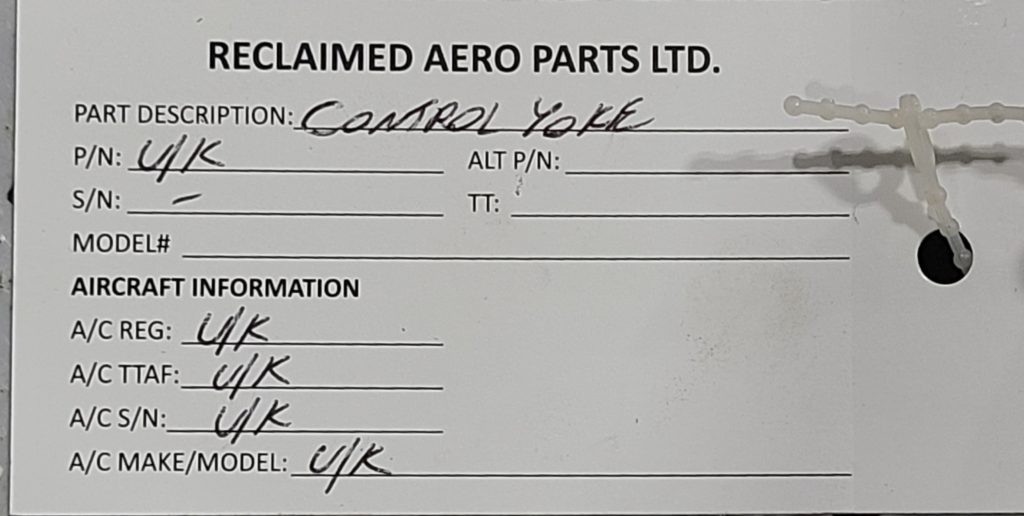 RECLAIMED AERO PARTS LTD.
PART DESCRIPTION: CONTROL YOKE
P/N: U/K ALT P/N:
S/N: - TT:
MODEL#
AIRCRAFT INFORMATION
A/C REG: U/K
A/C TTAF: U/K
A/C S/N: U/K
A/C MAKE/MODEL: U/K